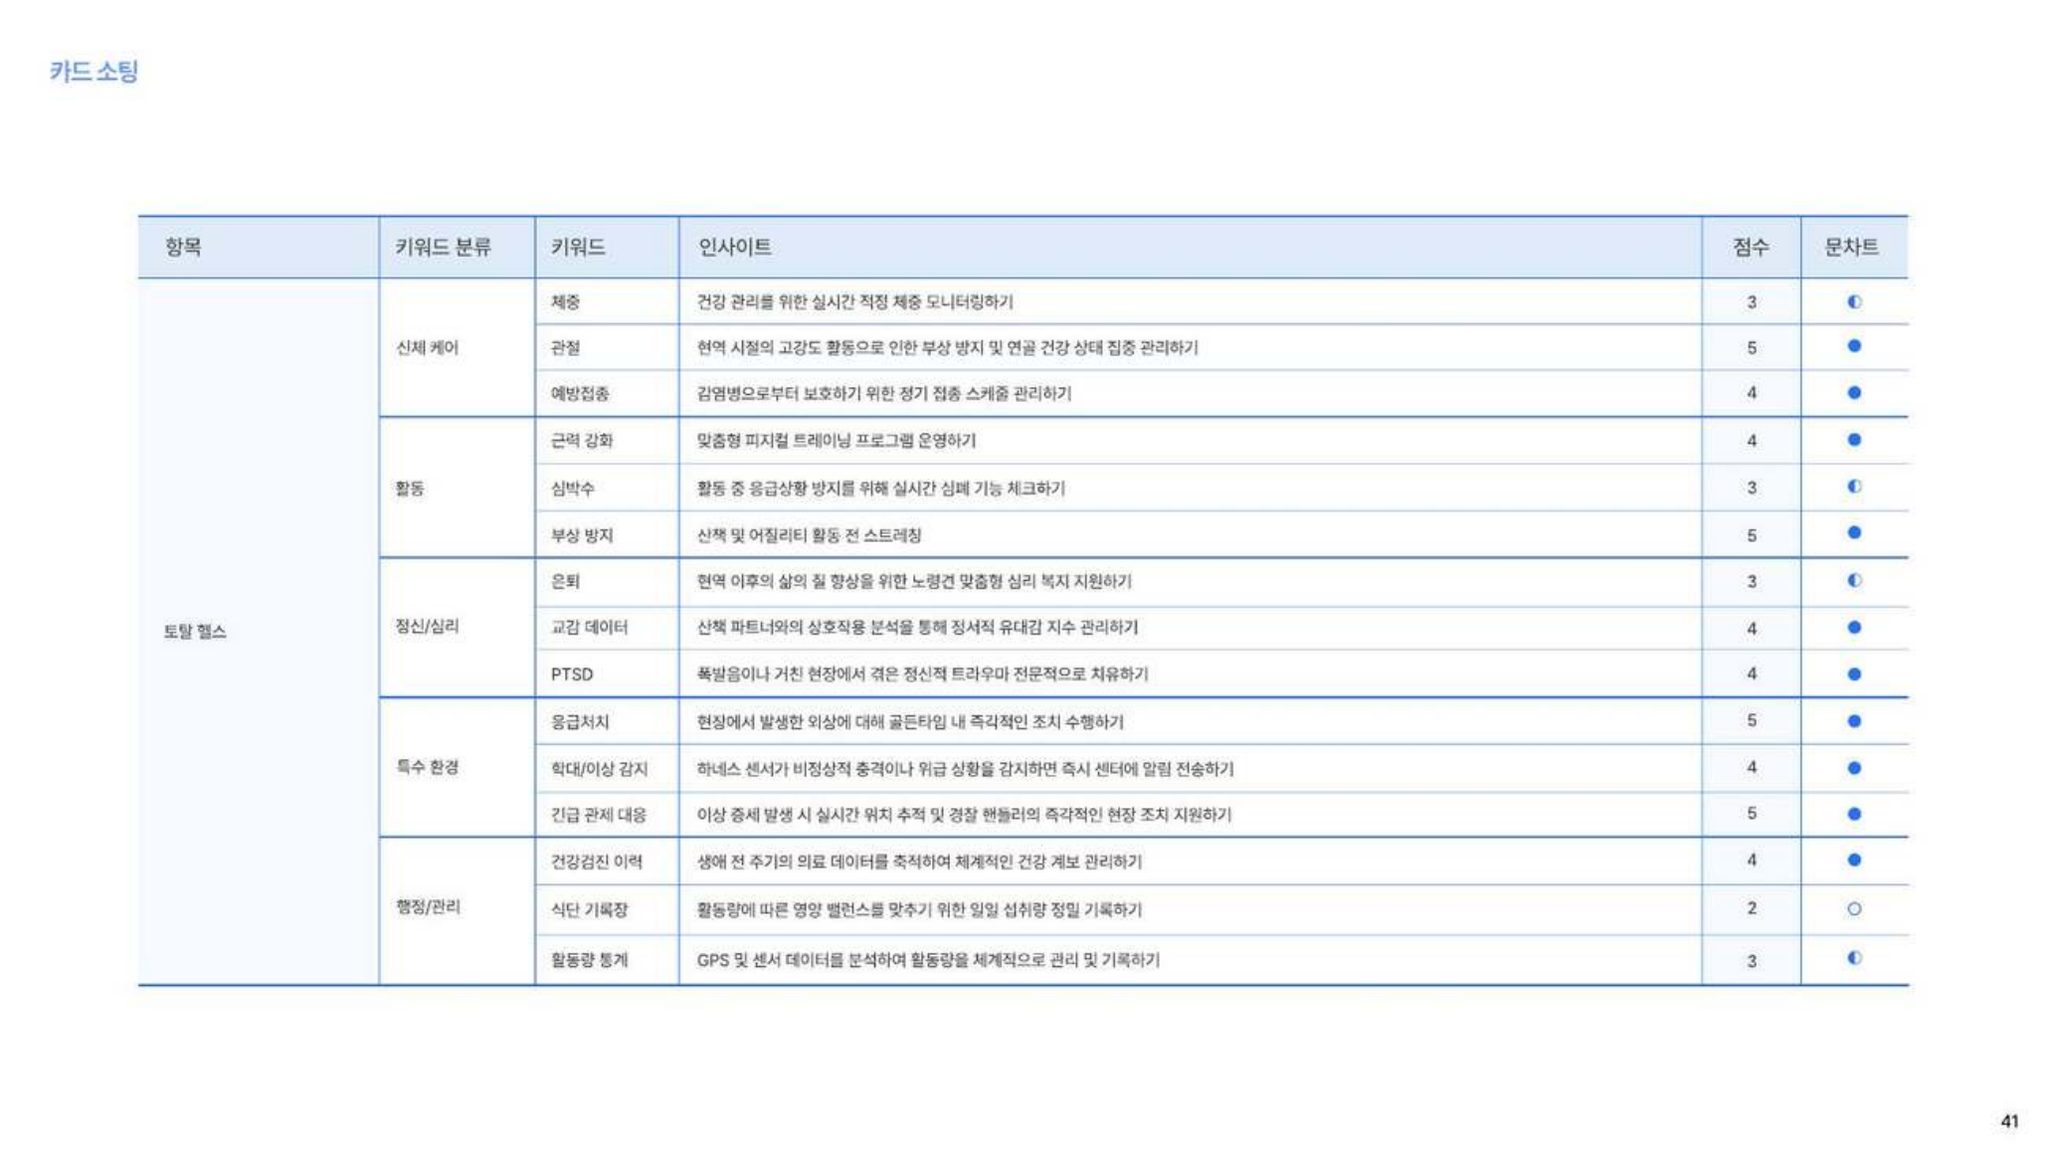 카드 소팅
항목 키워드 분류 키워드 인사이트 점수 문차트
토탈 헬스
신체 케어
체중 건강 관리를 위한 실시간 적정 체중 모니터링하기 3
관절 현역 시절의 고강도 활동으로 인한 부상 방지 및 연골 건강 상태 집중 관리하기 5
예방접종 감염병으로부터 보호하기 위한 정기 접종 스케줄 관리하기 4
활동
근력 강화 맞춤형 피지컬 트레이닝 프로그램 운영하기 4
심박수 활동 중 응급상황 방지를 위해 실시간 심폐 기능 체크하기 3
부상 방지 산책 및 어질리티 활동 전 스트레칭 5
정신/심리
은퇴 현역 이후의 삶의 질 향상을 위한 노령견 맞춤형 심리 복지 지원하기 3
교감 데이터 산책 파트너와의 상호작용 분석을 통해 정서적 유대감 지수 관리하기 4
PTSD 폭발음이나 거친 현장에서 겪은 정신적 트라우마 전문적으로 치유하기 4
특수 환경
응급처치 현장에서 발생한 외상에 대해 골든타임 내 즉각적인 조치 수행하기 5
학대/이상 감지 하네스 센서가 비정상적 충격이나 위급 상황을 감지하면 즉시 센터에 알림 전송하기 4
긴급 관제 대응 이상 증세 발생 시 실시간 위치 추적 및 경찰 핸들러의 즉각적인 현장 조치 지원하기 5
행정/관리
건강검진 이력 생애 전 주기의 의료 데이터를 축적하여 체계적인 건강 계보 관리하기 4
식단 기록장 활동량에 따른 영양 밸런스를 맞추기 위한 일일 섭취량 정밀 기록하기 2
활동량 통계 GPS 및 센서 데이터를 분석하여 활동량을 체계적으로 관리 및 기록하기 3
41